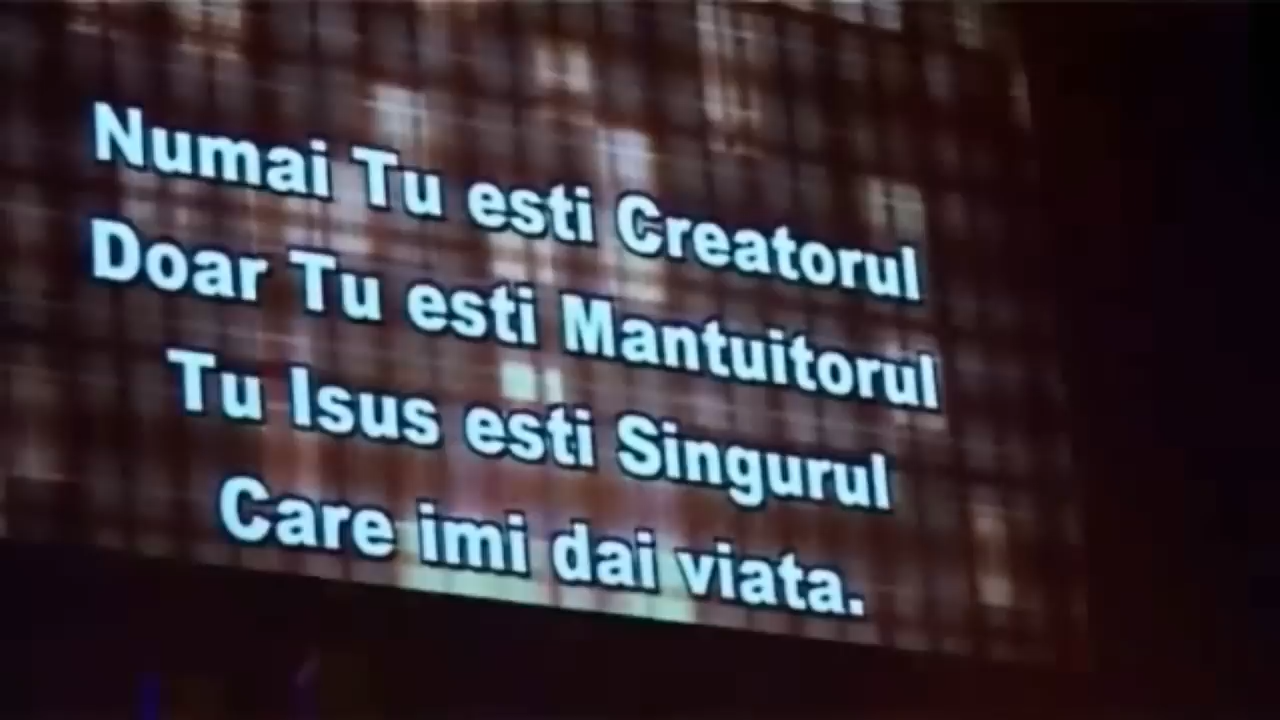 Numai Tu esti Creatorul
Doar Tu esti Mantuitorul
Tu Isus esti Singurul
Care imi dai viata.